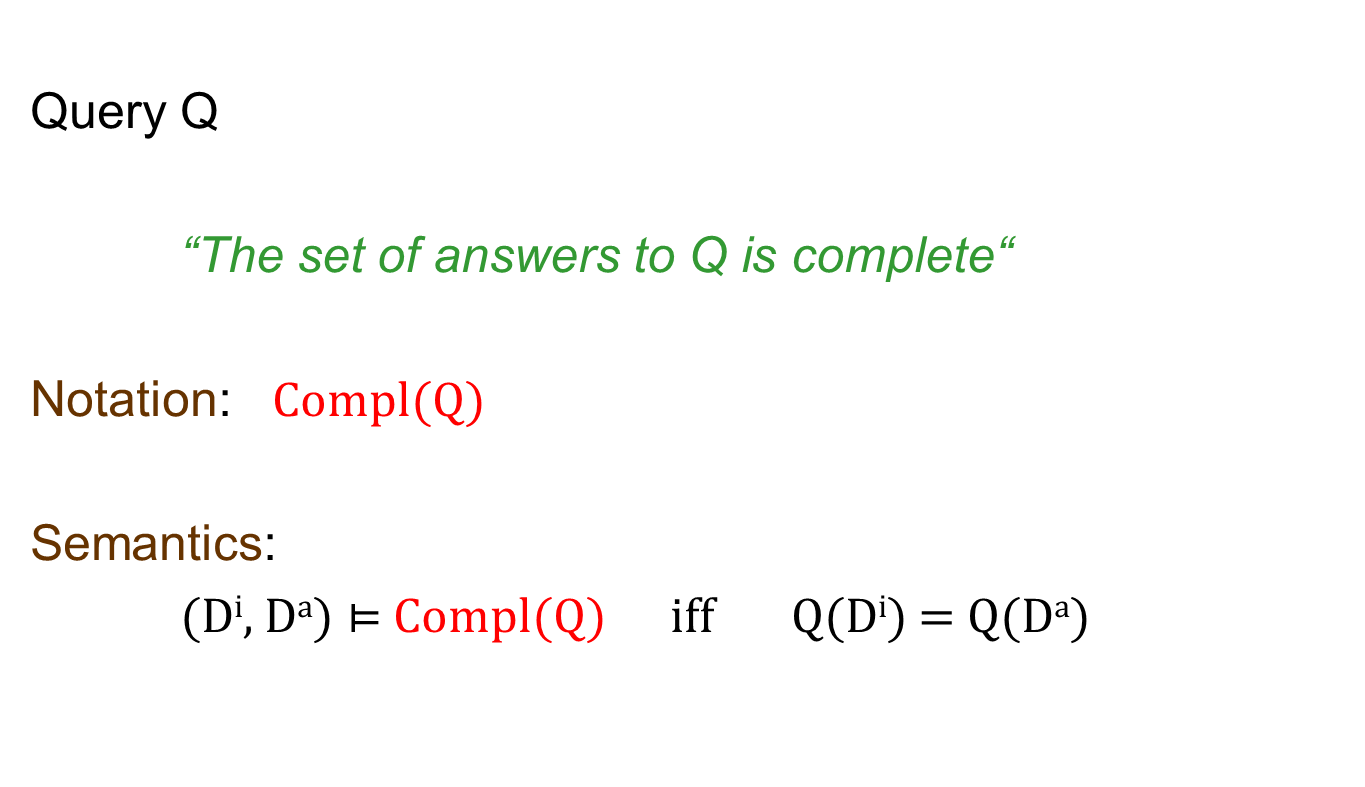 Query Q
“The set of answers to Q is complete“
Notation: Compl(Q)
Semantics:
(Dⁱ, Dᵃ) ⊨ Compl(Q) iff Q(Dⁱ) = Q(Dᵃ)